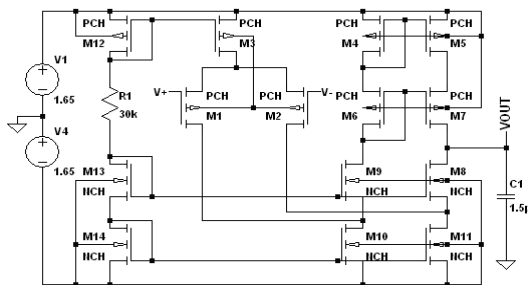 PCH PCH PCH PCH
M12 M3 M4 M5
V1
R1
1.65
30k
V+ PCH PCH V- PCH PCH
M1 M2 M6 M7
VOUT
V4
1.65
M13 M9 M8
NCH NCH NCH
C1
1.5p
M14 M10 M11
NCH NCH NCH